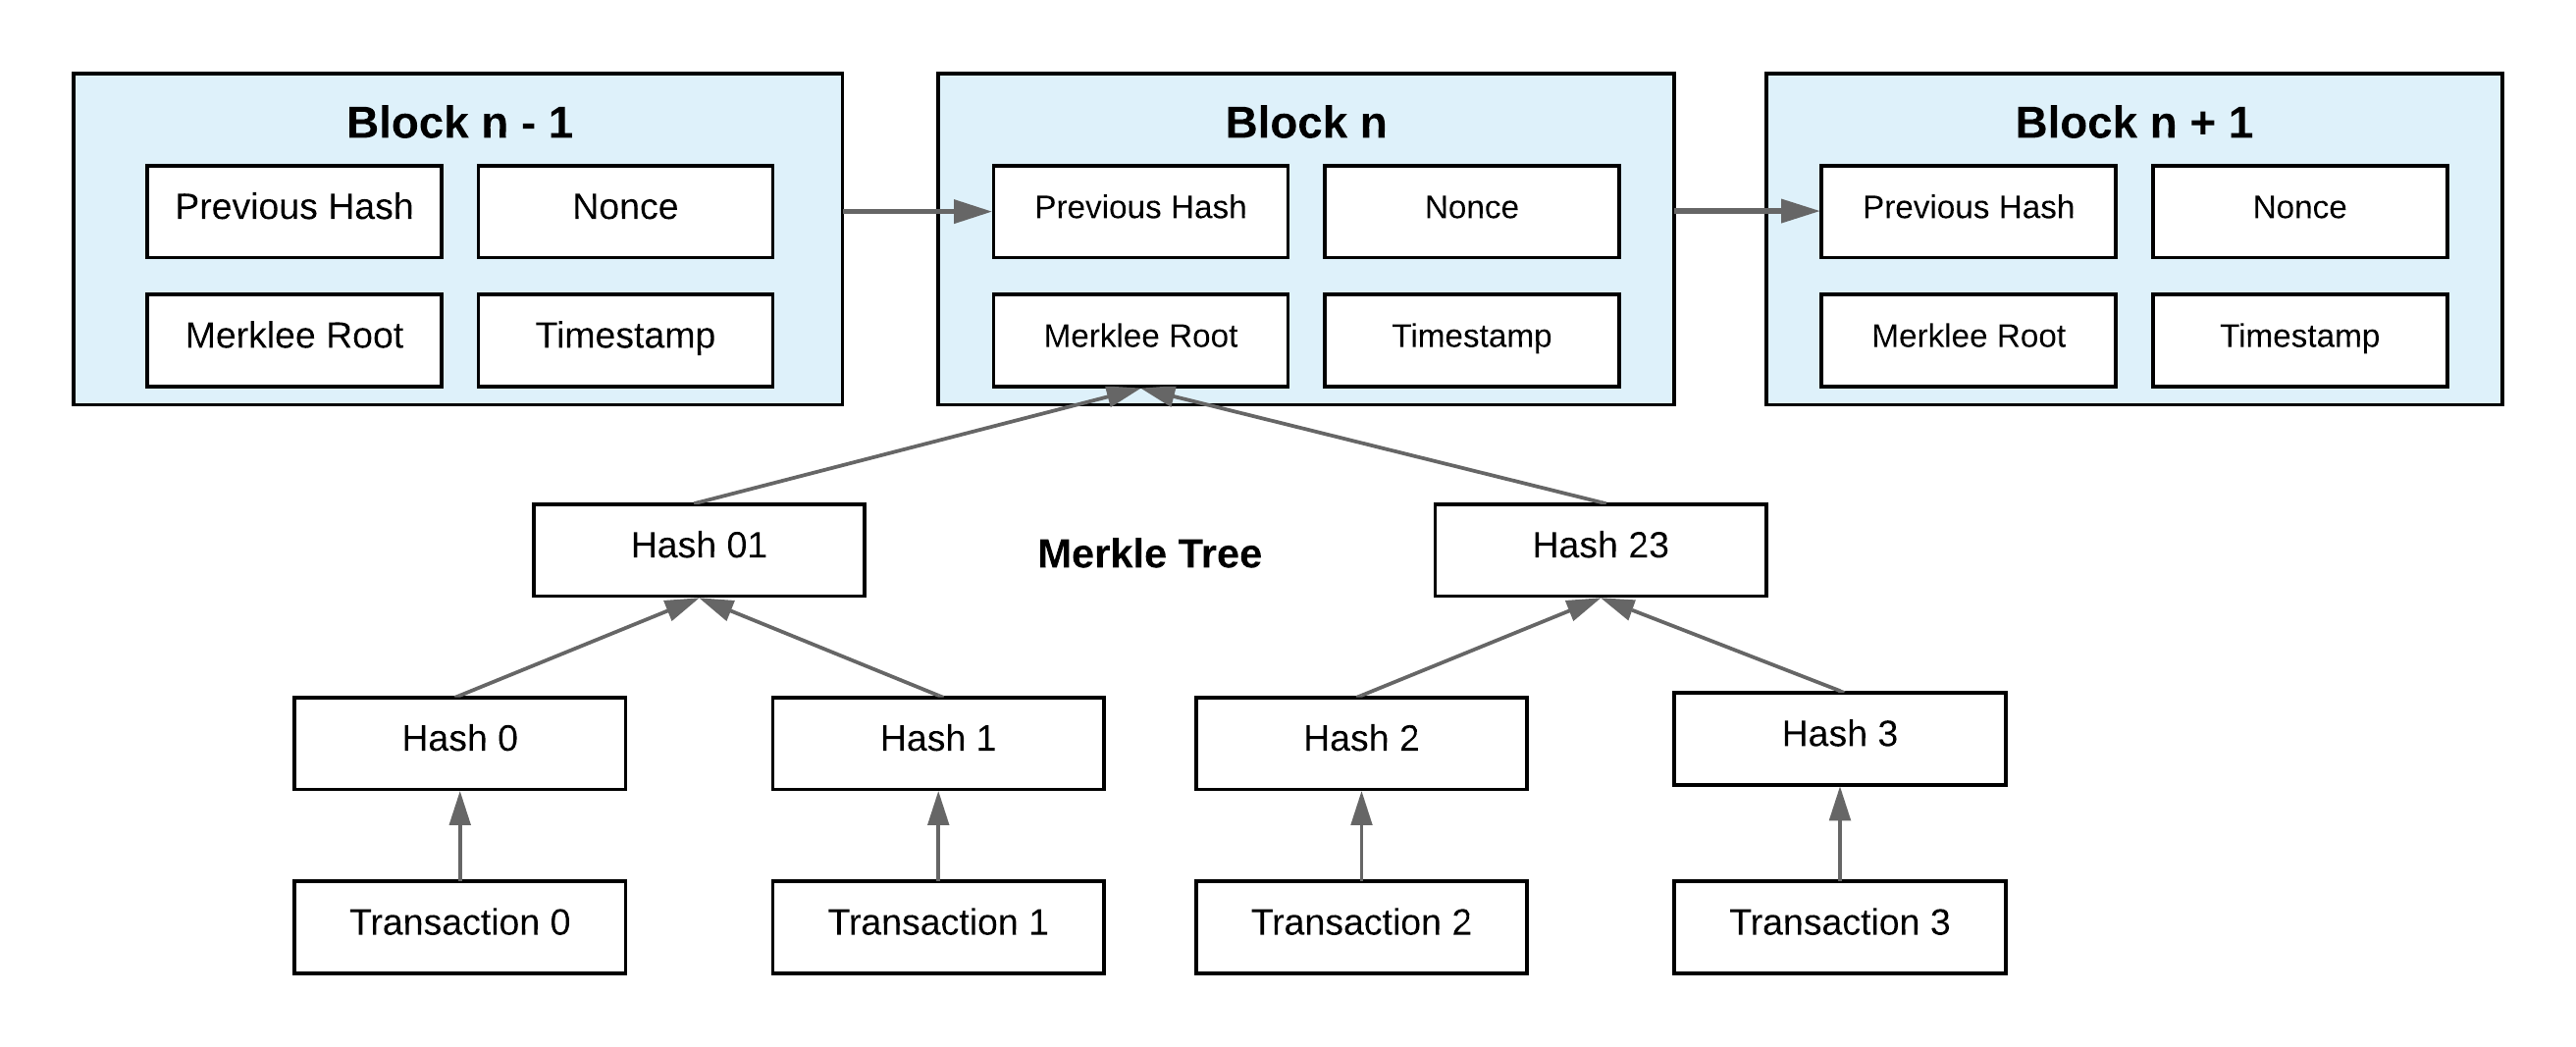 Block n - 1
Previous Hash
Nonce
Merklee Root
Timestamp
Block n
Previous Hash
Nonce
Merklee Root
Timestamp
Block n + 1
Previous Hash
Nonce
Merklee Root
Timestamp
Hash 01
Merkle Tree
Hash 23
Hash 0
Hash 1
Hash 2
Hash 3
Transaction 0
Transaction 1
Transaction 2
Transaction 3